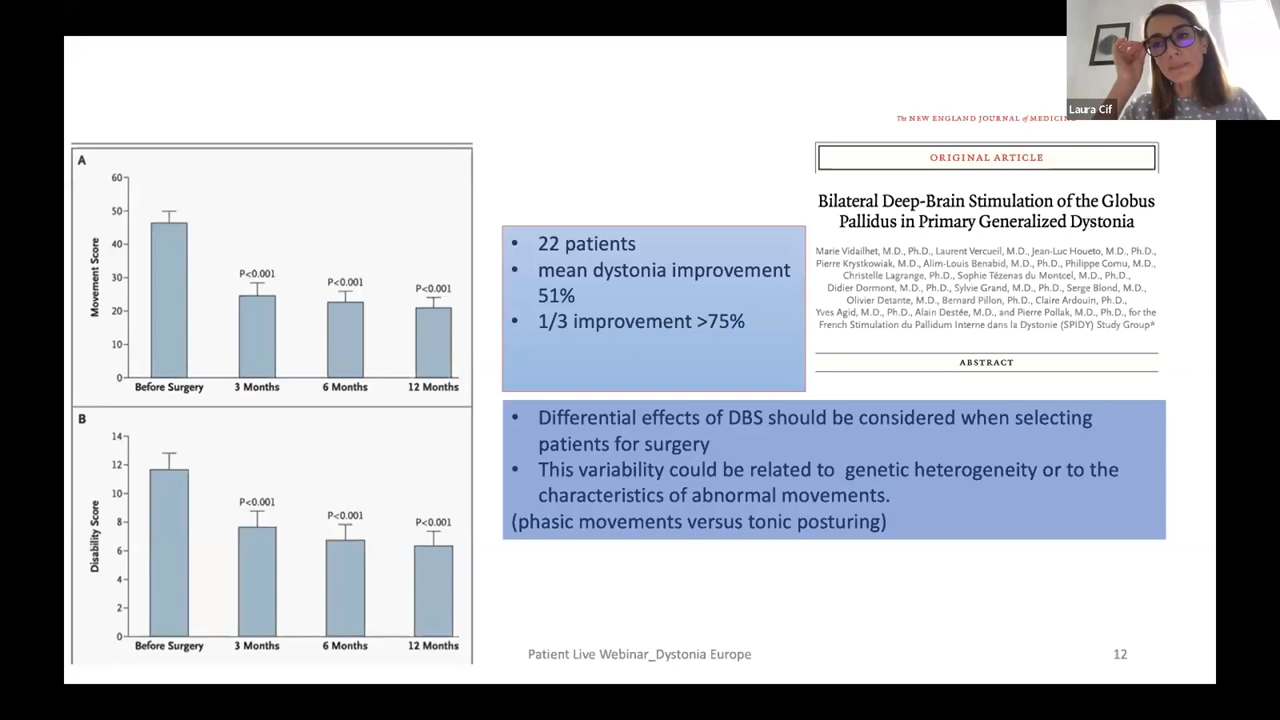 Laura Cif
The NEW ENGLAND JOURNAL of MEDICIN
ORIGINAL ARTICLE
Bilateral Deep-Brain Stimulation of the Globus
Pallidus in Primary Generalized Dystonia
Marie Vidailhet, M.D., Ph.D., Laurent Vercueil, M.D., Jean-Luc Houeto, M.D., Ph.D.,
Pierre Krystkowiak, M.D., Alim-Louis Benabid, M.D., Ph.D., Philippe Cornu, M.D.,
Christelle Lagrange, Ph.D., Sophie Tézenas du Montcel, M.D., Ph.D.,
Didier Dormont, M.D., Ph.D., Sylvie Grand, M.D., Ph.D., Serge Blond, M.D.,
Olivier Detante, M.D., Bernard Pillon, Ph.D., Claire Ardouin, Ph.D.,
Yves Agid, M.D., Ph.D., Alain Destée, M.D., and Pierre Pollak, M.D., for the
French Stimulation du Pallidum Interne dans la Dystonie (SPIDY) Study Group*
ABSTRACT
A
60
50
40
30
20
10
0
Movement Score
P<0.001
P<0.001
P<0.001
Before Surgery
3 Months
6 Months
12 Months
B
14
12
10
8
6
4
2
0
Disability Score
P<0.001
P<0.001
P<0.001
Before Surgery
3 Months
6 Months
12 Months
• 22 patients
• mean dystonia improvement
51%
• 1/3 improvement >75%
• Differential effects of DBS should be considered when selecting
patients for surgery
• This variability could be related to genetic heterogeneity or to the
characteristics of abnormal movements.
(phasic movements versus tonic posturing)
Patient Live Webinar_Dystonia Europe
12